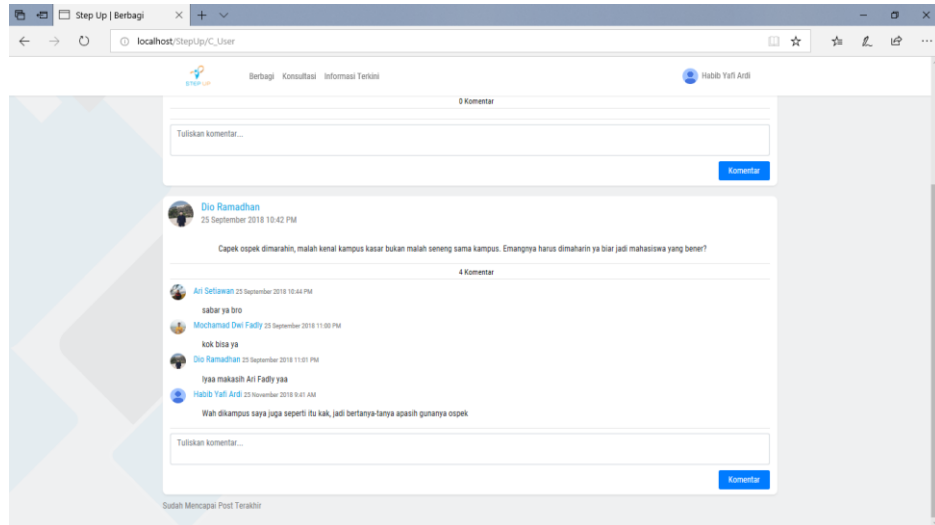 Step Up | Berbagi
localhost/StepUp/C_User
STEP-UP
Berbagi Konsultasi Informasi Terkini
Habib Yafi Ardi
0 Komentar
Tuliskan komentar...
Komentar
Dio Ramadhan
25 September 2018 10:42 PM
Capek ospek dimarahin, malah kenal kampus kasar bukan malah seneng sama kampus. Emangnya harus dimaharin ya biar jadi mahasiswa yang bener?
4 Komentar
Ari Setiawan 25 September 2018 10:44 PM
sabar ya bro
Mochamad Dwi Fadly 25 September 2018 11:00 PM
kok bisa ya
Dio Ramadhan 25 September 2018 11:01 PM
Iyaa makasih Ari Fadly yaa
Habib Yafi Ardi 25 November 2018 9:41 AM
Wah dikampus saya juga seperti itu kak, jadi bertanya-tanya apasih gunanya ospek
Tuliskan komentar...
Komentar
Sudah Mencapai Post Terakhir